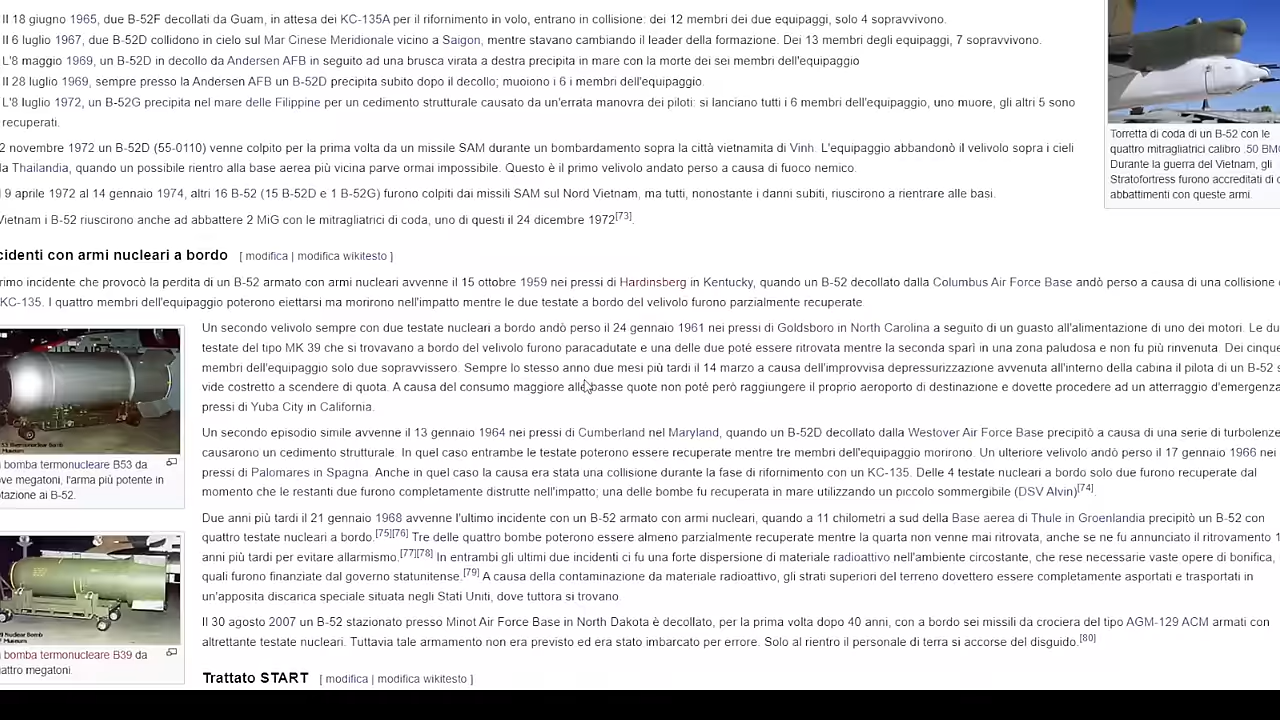 Il 18 giugno 1965, due B-52F decollati da Guam, in attesa dei KC-135A per il rifornimento in volo, entrano in collisione: dei 12 membri dei due equipaggi, solo 4 sopravvivono.
Il 6 luglio 1967, due B-52D collidono in cielo sul Mar Cinese Meridionale vicino a Saigon, mentre stavano cambiando il leader della formazione. Dei 13 membri degli equipaggi, 7 sopravvivono.
L'8 maggio 1969, un B-52D in decollo da Andersen AFB in seguito ad una brusca virata a destra precipita in mare con la morte dei sei membri dell'equipaggio
Il 28 luglio 1969, sempre presso la Andersen AFB un B-52D precipita subito dopo il decollo; muoiono i 6 i membri dell'equipaggio.
L'8 luglio 1972, un B-52G precipita nel mare delle Filippine per un cedimento strutturale causato da un'errata manovra dei piloti: si lanciano tutti i 6 membri dell'equipaggio, uno muore, gli altri 5 sono
recuperati.
2 novembre 1972 un B-52D (55-0110) venne colpito per la prima volta da un missile SAM durante un bombardamento sopra la città vietnamita di Vinh. L'equipaggio abbandonò il velivolo sopra i cieli
la Thailandia, quando un possibile rientro alla base aerea più vicina parve ormai impossibile. Questo è il primo velivolo andato perso a causa di fuoco nemico.
9 aprile 1972 al 14 gennaio 1974, altri 16 B-52 (15 B-52D e 1 B-52G) furono colpiti dai missili SAM sul Nord Vietnam, ma tutti, nonostante i danni subiti, riuscirono a rientrare alle basi.
Vietnam i B-52 riuscirono anche ad abbattere 2 MiG con le mitragliatrici di coda, uno di questi il 24 dicembre 1972[73].
Torretta di coda di un B-52 con le
quattro mitragliatrici calibro .50 BMG
Durante la guerra del Vietnam, gli
Stratofortress furono accreditati di
abbattimenti con queste armi.
cidenti con armi nucleari a bordo [ modifica | modifica wikitesto ]
rimo incidente che provocò la perdita di un B-52 armato con armi nucleari avvenne il 15 ottobre 1959 nei pressi di Hardinsberg in Kentucky, quando un B-52 decollato dalla Columbus Air Force Base andò perso a causa di una collisione
KC-135. I quattro membri dell'equipaggio poterono eiettarsi ma morirono nell'impatto mentre le due testate a bordo del velivolo furono parzialmente recuperate
Un secondo velivolo sempre con due testate nucleari a bordo andò perso il 24 gennaio 1961 nei pressi di Goldsboro in North Carolina a seguito di un guasto all'alimentazione di uno dei motori. Le du
testate del tipo MK 39 che si trovavano a bordo del velivolo furono paracadutate e una delle due poté essere ritrovata mentre la seconda sparì in una zona paludosa e non fu più rinvenuta. Dei cinque
membri dell'equipaggio solo due sopravvissero. Sempre lo stesso anno due mesi più tardi il 14 marzo a causa dell'improvvisa depressurizzazione avvenuta all'interno della cabina il pilota di un B-52 s
vide costretto a scendere di quota. A causa del consumo maggiore alle basse quote non poté però raggiungere il proprio aeroporto di destinazione e dovette procedere ad un atterraggio d'emergenza
pressi di Yuba City in California.
Un secondo episodio simile avvenne il 13 gennaio 1964 nei pressi di Cumberland nel Maryland, quando un B-52D decollato dalla Westover Air Force Base precipitò a causa di una serie di turbolenze
causarono un cedimento strutturale. In quel caso entrambe le testate poterono essere recuperate mentre tre membri dell'equipaggio morirono. Un ulteriore velivolo andò perso il 17 gennaio 1966 nei
pressi di Palomares in Spagna. Anche in quel caso la causa era stata una collisione durante la fase di rifornimento con un KC-135. Delle 4 testate nucleari a bordo solo due furono recuperate dal
momento che le restanti due furono completamente distrutte nell'impatto; una delle bombe fu recuperata in mare utilizzando un piccolo sommergibile (DSV Alvin)[74].
Due anni più tardi il 21 gennaio 1968 avvenne l'ultimo incidente con un B-52 armato con armi nucleari, quando a 11 chilometri a sud della Base aerea di Thule in Groenlandia precipitò un B-52 con
quattro testate nucleari a bordo.[75][76] Tre delle quattro bombe poterono essere almeno parzialmente recuperate mentre la quarta non venne mai ritrovata, anche se ne fu annunciato il ritrovamento 1
anni più tardi per evitare allarmismo.[77][78] In entrambi gli ultimi due incidenti ci fu una forte dispersione di materiale radioattivo nell'ambiente circostante, che rese necessarie vaste opere di bonifica,
quali furono finanziate dal governo statunitense.[79] A causa della contaminazione da materiale radioattivo, gli strati superiori del terreno dovettero essere completamente asportati e trasportati in
un'apposita discarica speciale situata negli Stati Uniti, dove tuttora si trovano.
Il 30 agosto 2007 un B-52 stazionato presso Minot Air Force Base in North Dakota è decollato, per la prima volta dopo 40 anni, con a bordo sei missili da crociera del tipo AGM-129 ACM armati con
altrettante testate nucleari. Tuttavia tale armamento non era previsto ed era stato imbarcato per errore. Solo al rientro il personale di terra si accorse del disguido.[80]
bomba termonucleare B53 da
ve megatoni, l'arma più potente in
tazione ai B-52.
bomba termonucleare B39 da
attro megatoni.
Trattato START [ modifica | modifica wikitesto ]